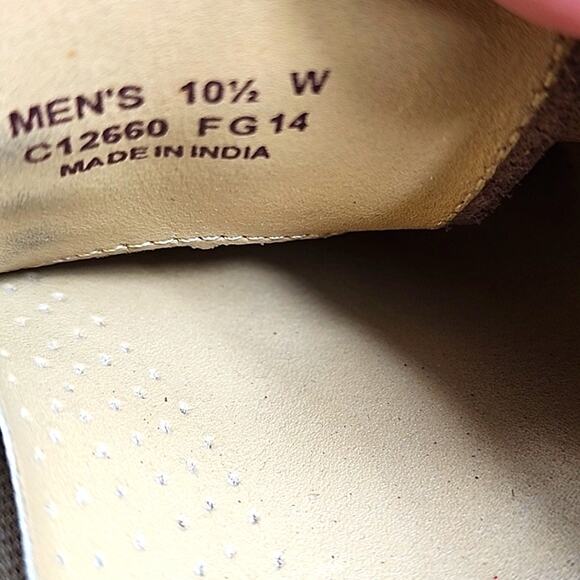 MEN'S 10½ W
C12660 FG14
MADE IN INDIA